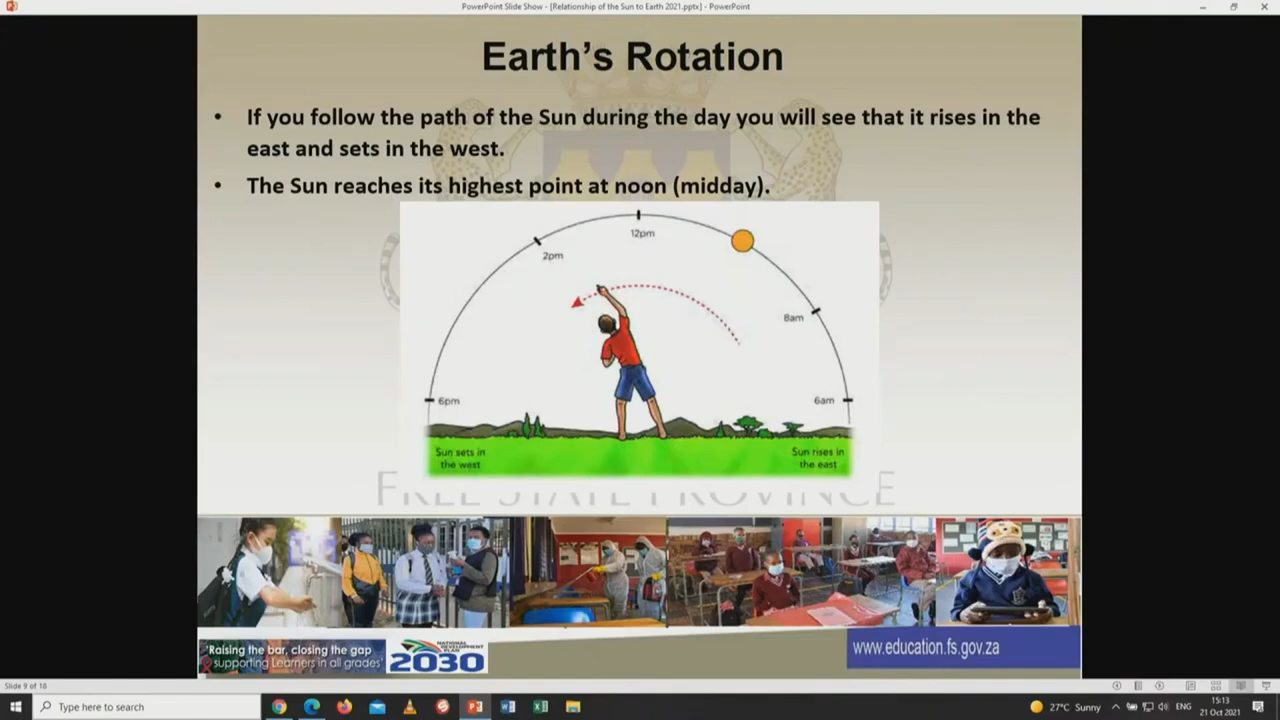 PowerPoint Slide Show - [Relationship of the Sun to Earth 2021.pptx] - PowerPoint
Earth's Rotation
• If you follow the path of the Sun during the day you will see that it rises in the
east and sets in the west.
• The Sun reaches its highest point at noon (midday).
12pm
2pm
8am
6pm
6am
Sun sets in
the west
Sun rises in
the east
FREE STATE PROVINCE
'Raising the bar, closing the gap
supporting Learners in all grades'
NATIONAL
DEVELOPMENT
PLAN
2030
www.education.fs.gov.za
Slide 9 of 18
Type here to search
27°C Sunny
ENG
15:13
21 Oct 2021